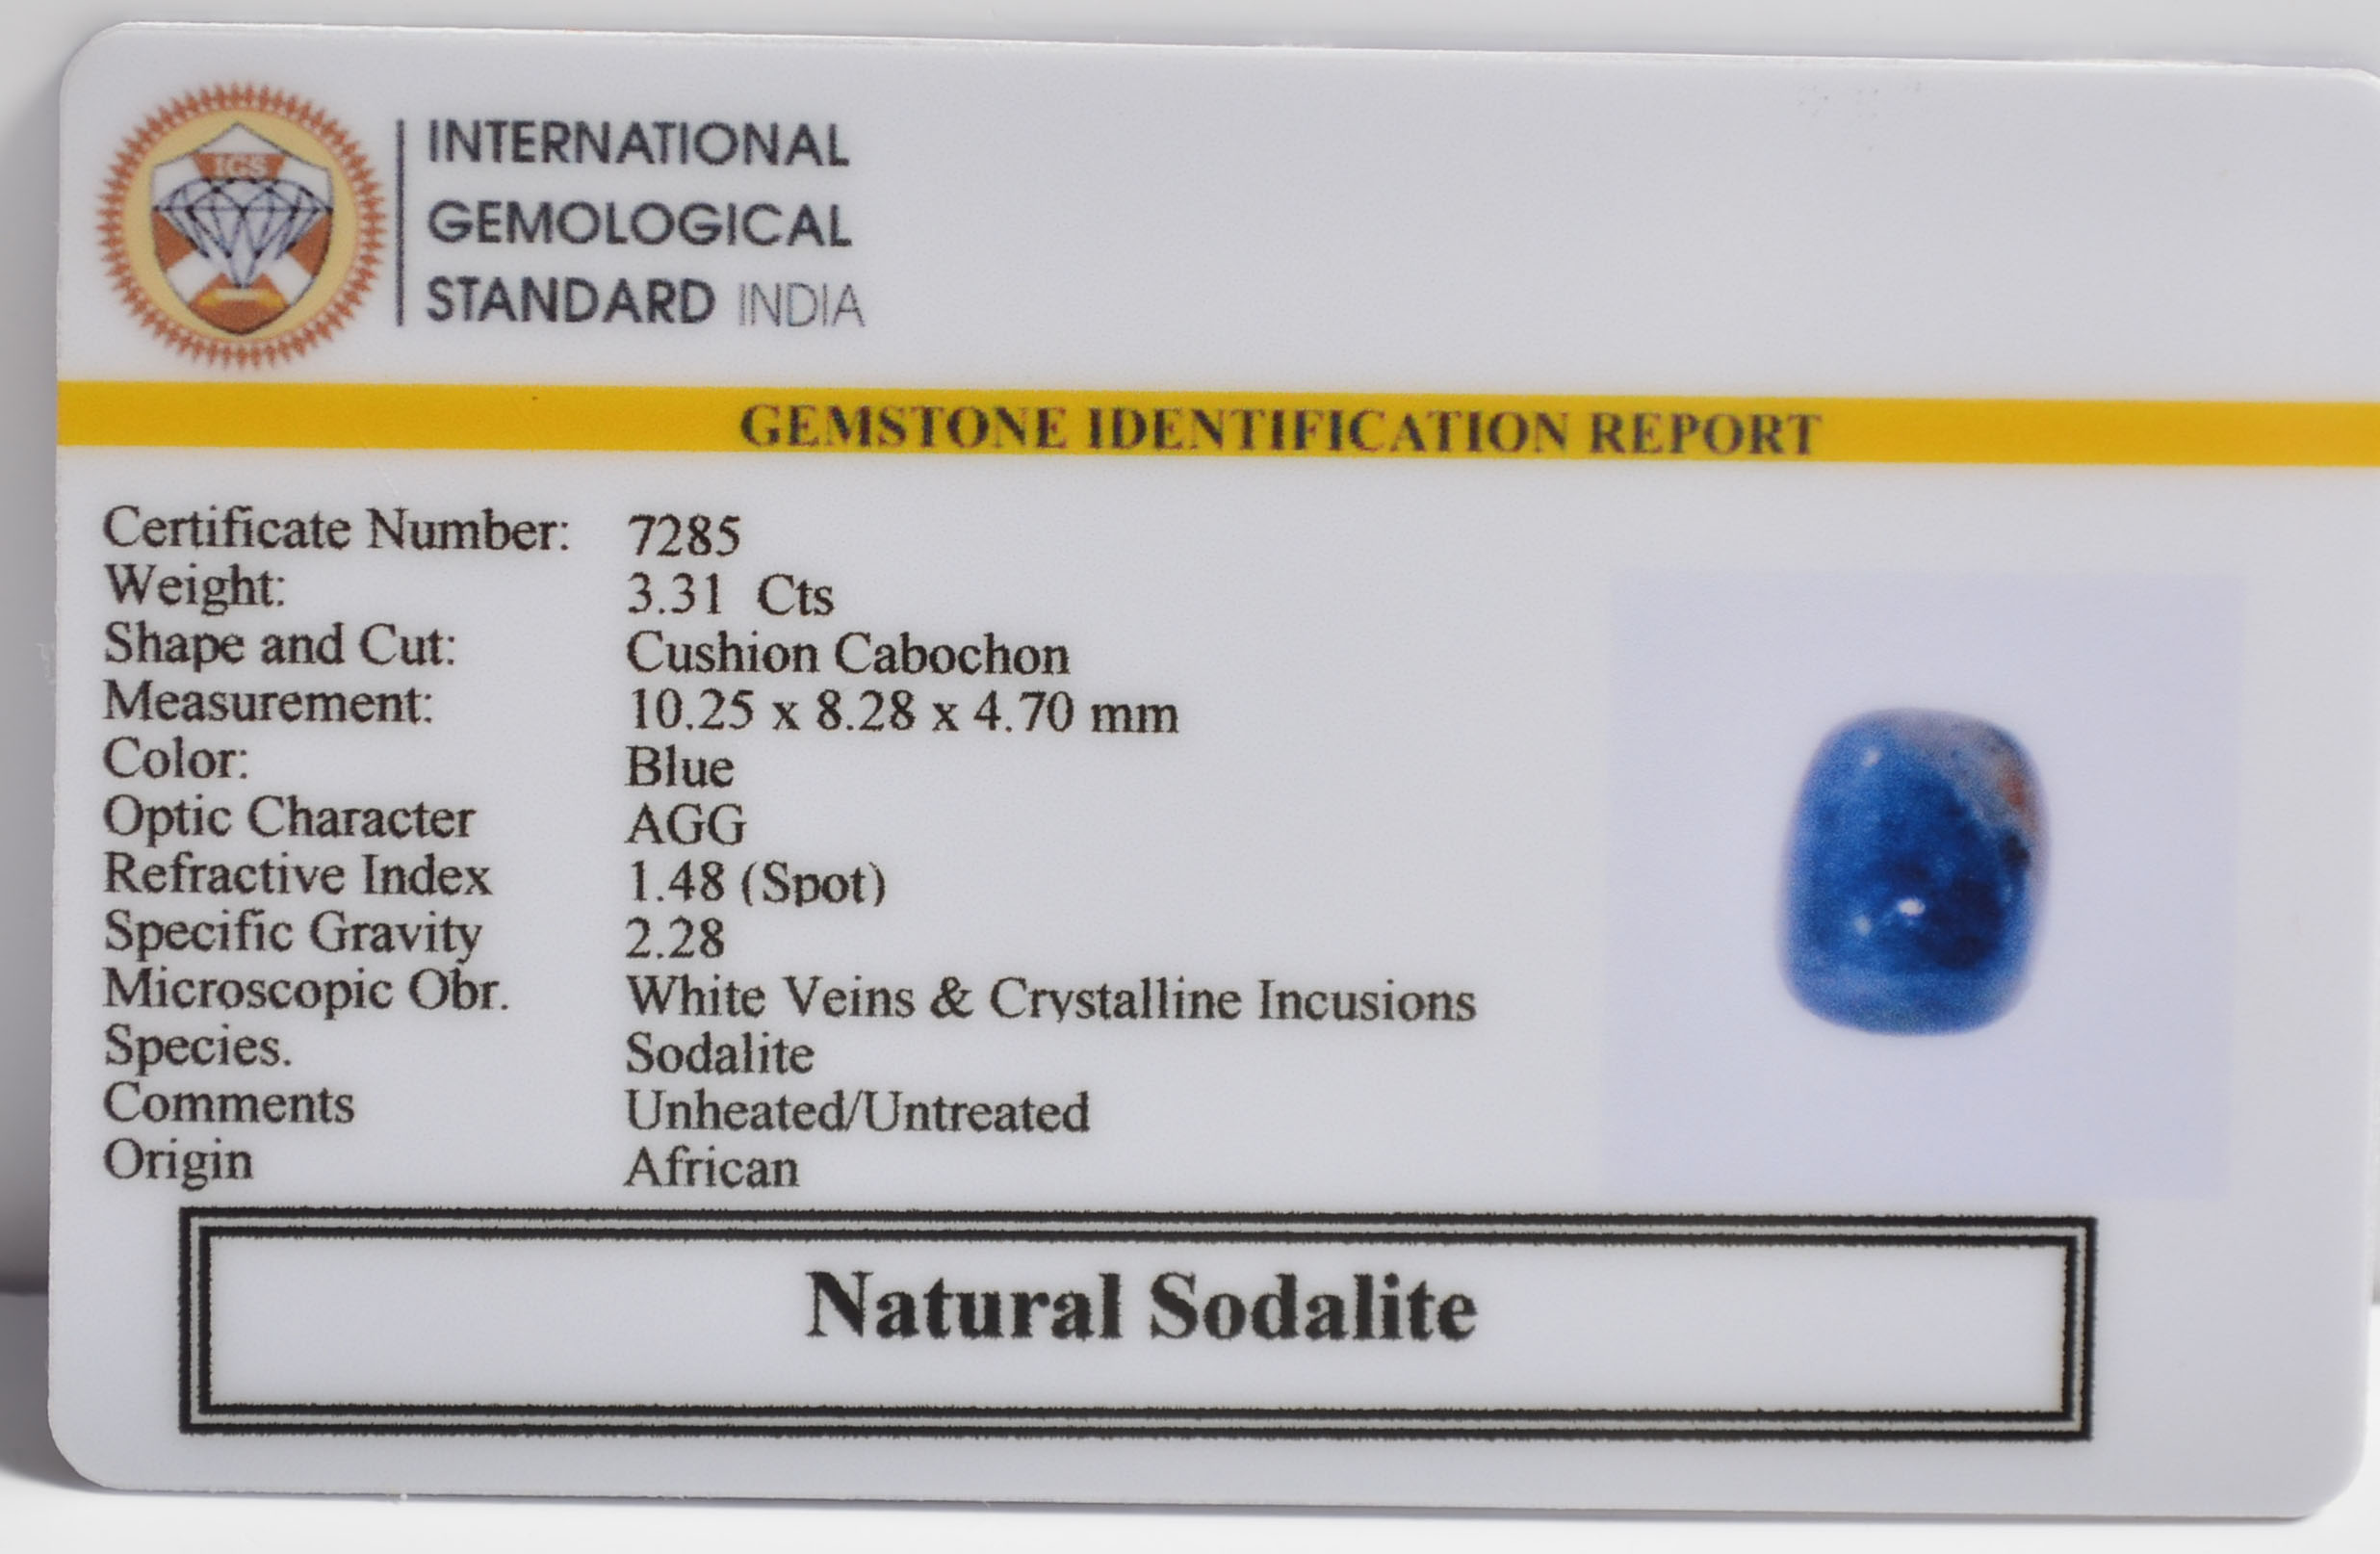 IGS
INTERNATIONAL
GEMOLOGICAL
STANDARD INDIA
GEMSTONE IDENTIFICATION REPORT
Certificate Number: 7285
Weight: 3.31 Cts
Shape and Cut: Cushion Cabochon
Measurement: 10.25 x 8.28 x 4.70 mm
Color: Blue
Optic Character AGG
Refractive Index 1.48 (Spot)
Specific Gravity 2.28
Microscopic Obr. White Veins & Crystalline Incusions
Species. Sodalite
Comments Unheated/Untreated
Origin African
Natural Sodalite